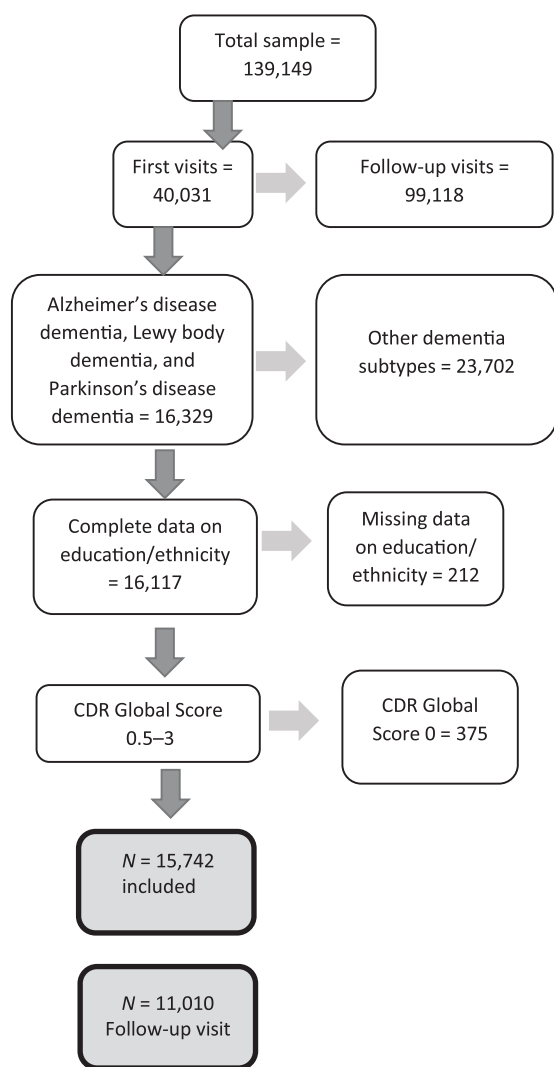 Total sample =
139,149
First visits =
40,031
Follow-up visits =
99,118
Alzheimer’s disease
dementia, Lewy body
dementia, and
Parkinson’s disease
dementia = 16,329
Other dementia
subtypes = 23,702
Complete data on
education/ethnicity
= 16,117
Missing data
on education/
ethnicity = 212
CDR Global Score
0.5–3
CDR Global
Score 0 = 375
N = 15,742
included
N = 11,010
Follow-up visit